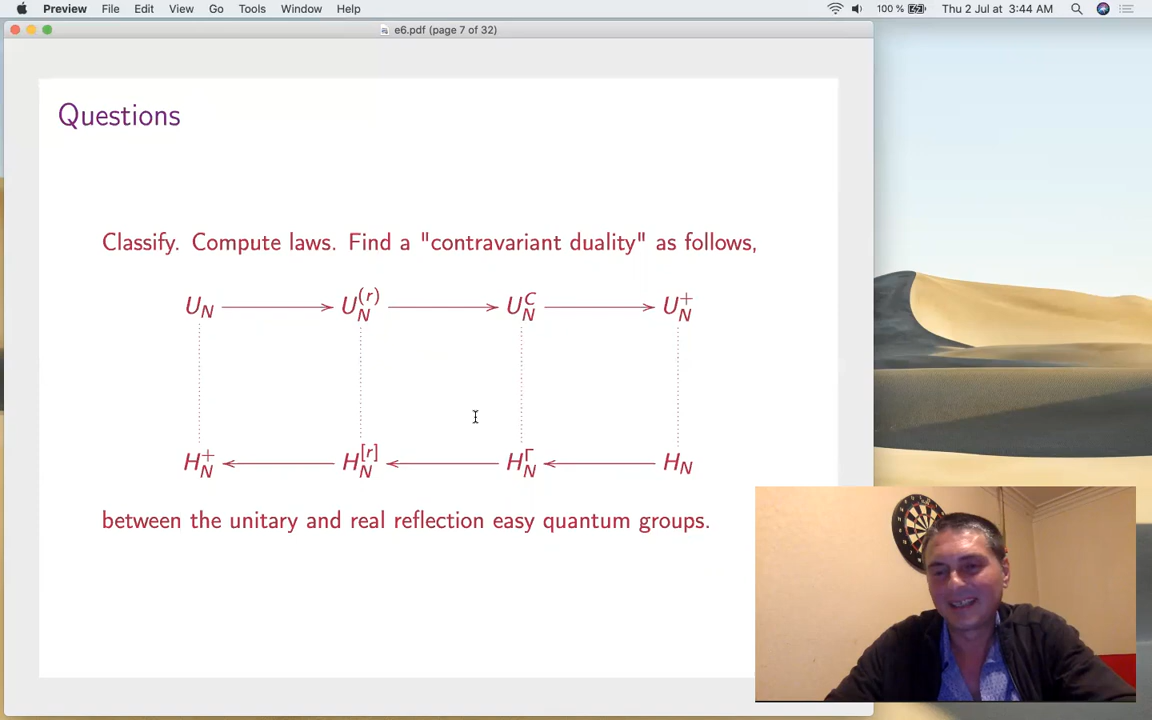 Preview File Edit View Go Tools Window Help 100 % Thu 2 Jul at 3:44 AM
e6.pdf (page 7 of 32)
Questions
Classify. Compute laws. Find a "contravariant duality" as follows,
U_N U_N^{(r)} U_N^C U_N^+
H_N^+ H_N^{[r]} H_N^Γ H_N
between the unitary and real reflection easy quantum groups.